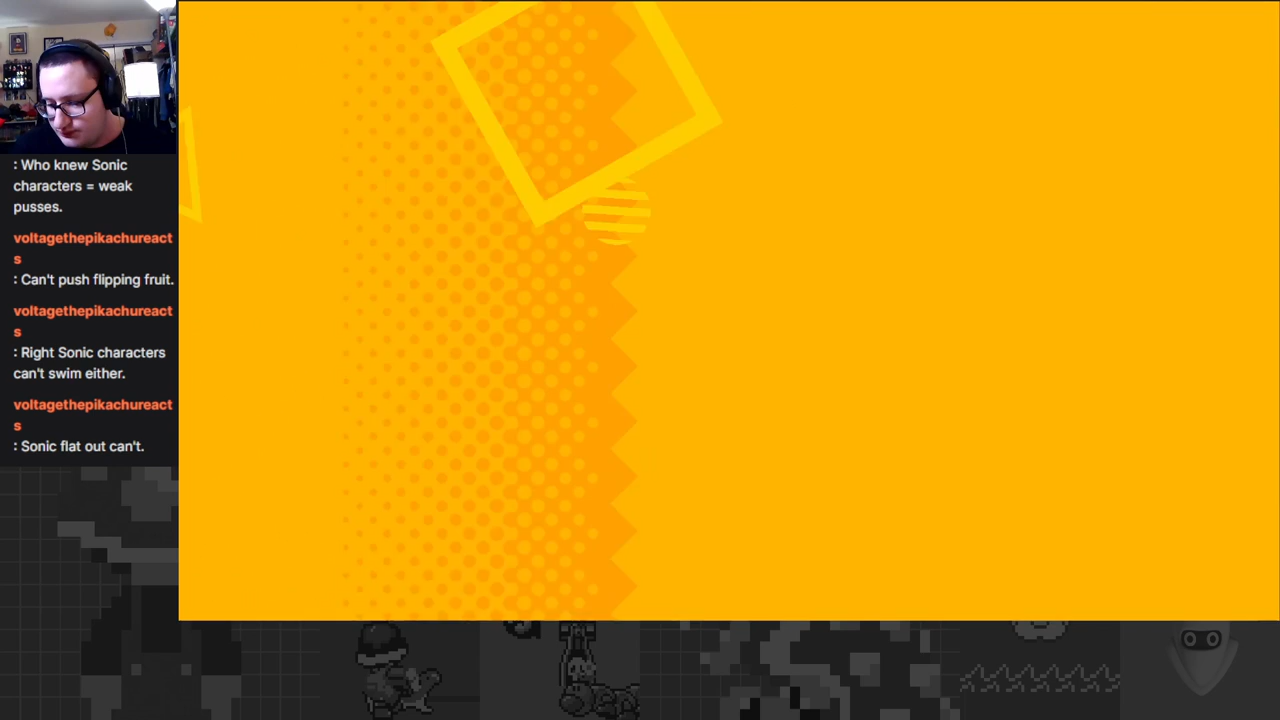 : Who knew Sonic
characters = weak
pusses.
voltagethepikachureact
s
: Can't push flipping fruit.
voltagethepikachureact
s
: Right Sonic characters
can't swim either.
voltagethepikachureact
s
: Sonic flat out can't.